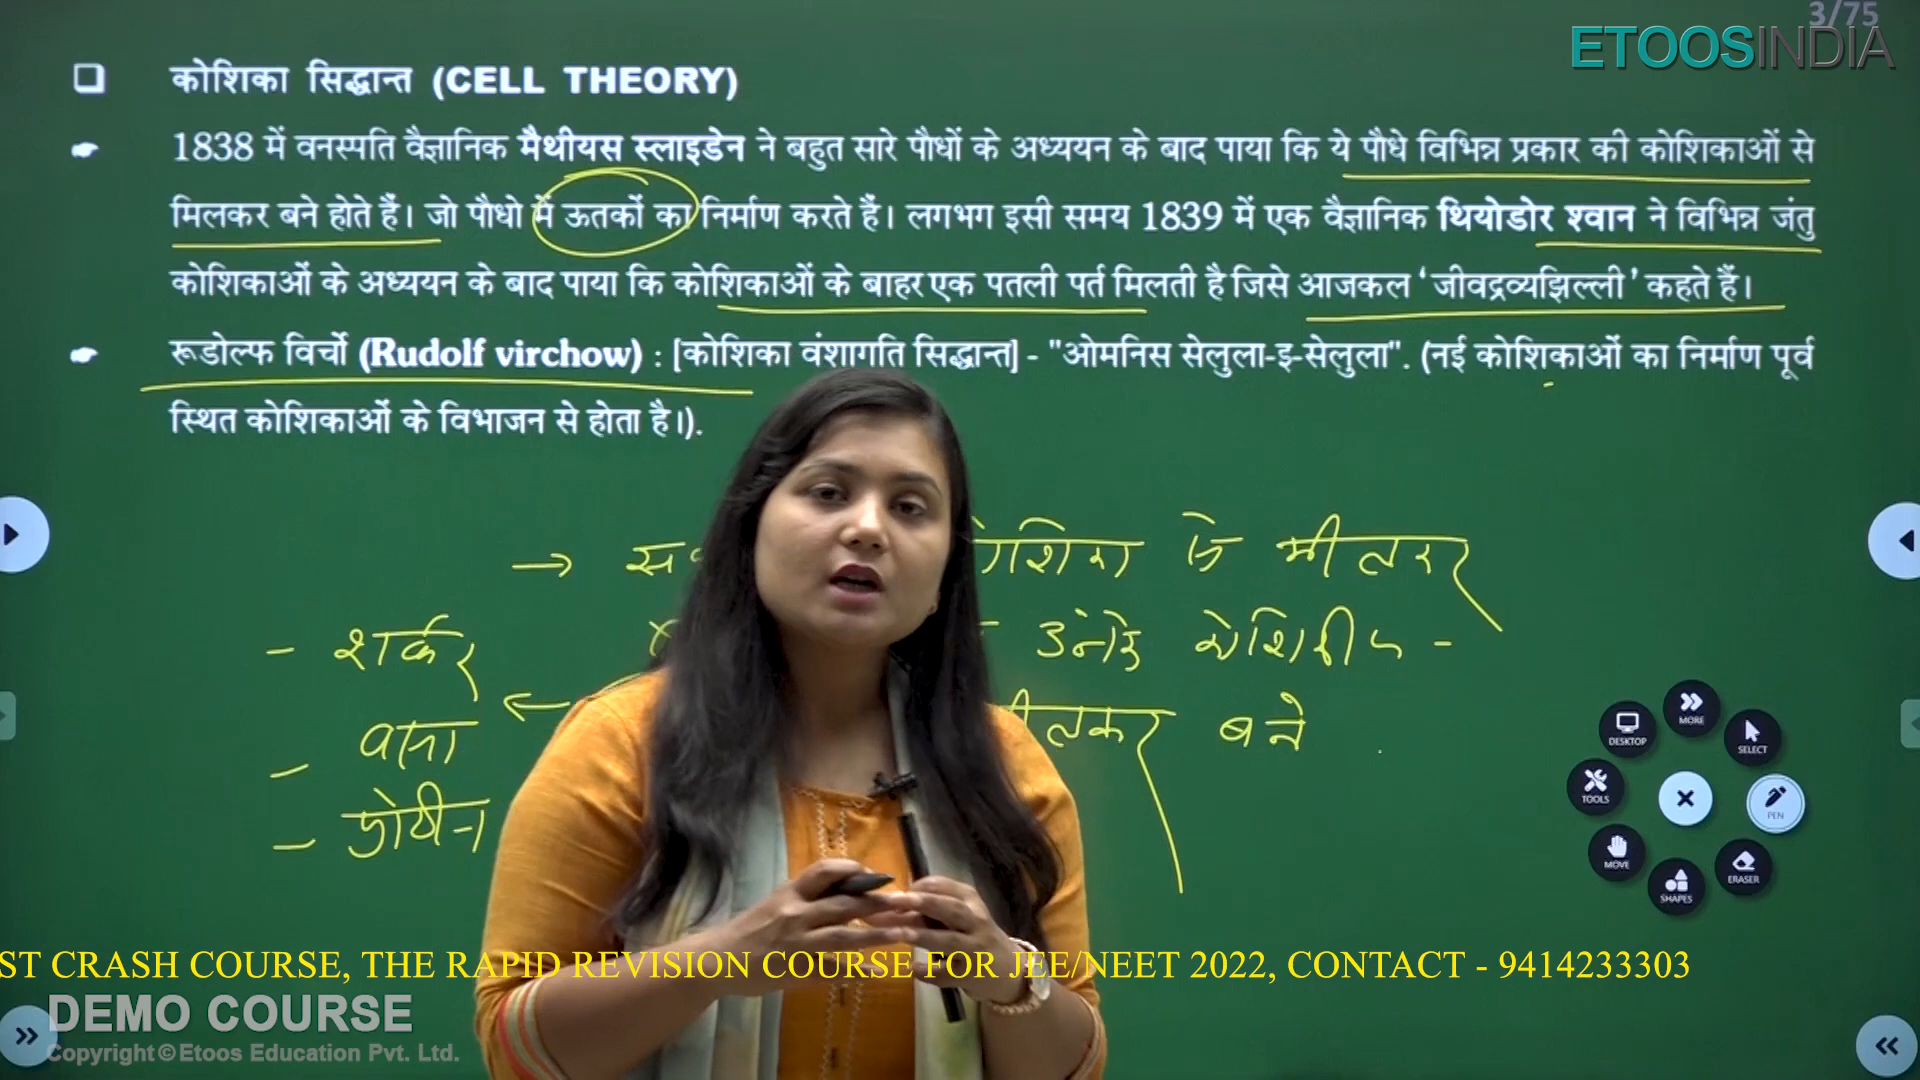 3/75
ETOOSINDIA
कोशिका सिद्धान्त (CELL THEORY)
1838 में वनस्पति वैज्ञानिक मैथीयस स्लाइडेन ने बहुत सारे पौधों के अध्ययन के बाद पाया कि ये पौधे विभिन्न प्रकार की कोशिकाओं से
मिलकर बने होते हैं। जो पौधो में ऊतकों का निर्माण करते हैं। लगभग इसी समय 1839 में एक वैज्ञानिक थियोडोर श्वान ने विभिन्न जंतु
कोशिकाओं के अध्ययन के बाद पाया कि कोशिकाओं के बाहर एक पतली पर्त मिलती है जिसे आजकल ‘जीवद्रव्यझिल्ली’ कहते हैं।
रूडोल्फ विर्चो (Rudolf virchow) : [कोशिका वंशागति सिद्धान्त] - "ओमनिस सेलुला-इ-सेलुला". (नई कोशिकाओं का निर्माण पूर्व
स्थित कोशिकाओं के विभाजन से होता है।).
→ के भीतर
- शर्करा
← बने
- वसा
- प्रोटीन
DESKTOP
MORE
SELECT
TOOLS
PEN
MOVE
SHAPES
ERASER
ST CRASH COURSE, THE RAPID REVISION COURSE FOR JEE/NEET 2022, CONTACT - 9414233303
DEMO COURSE
Copyright © Etoos Education Pvt. Ltd.